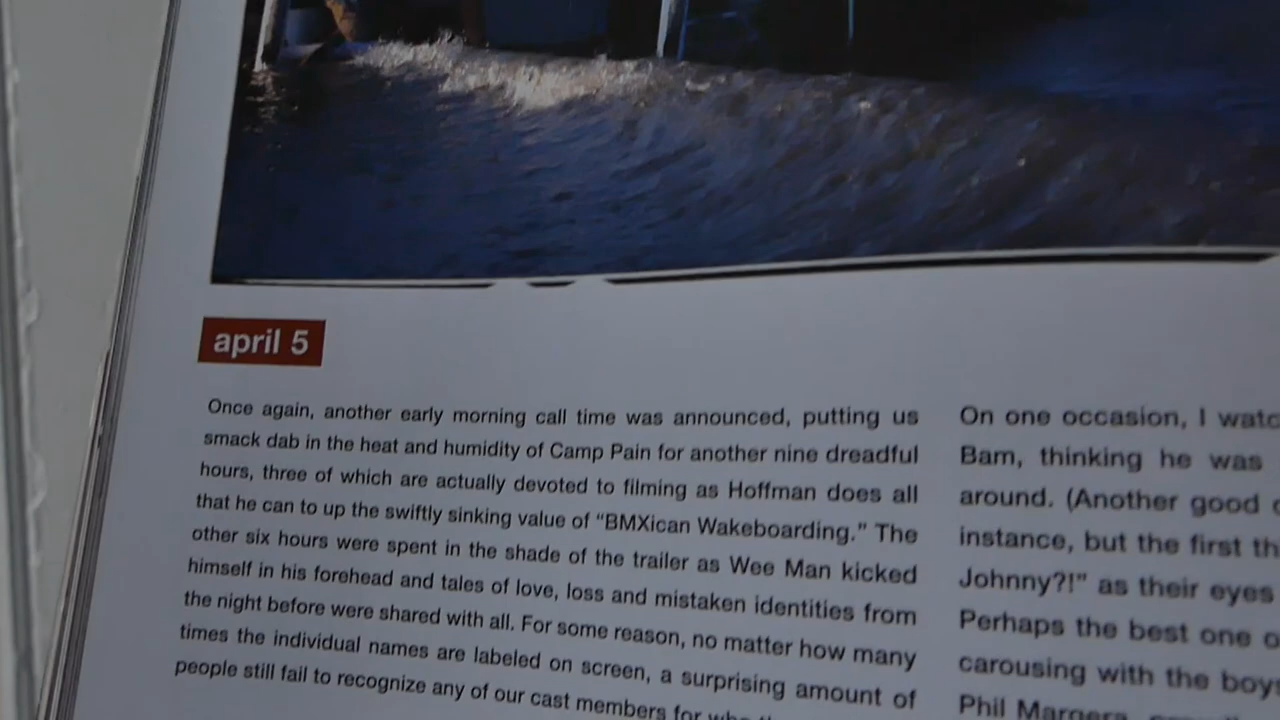 april 5
Once again, another early morning call time was announced, putting us
smack dab in the heat and humidity of Camp Pain for another nine dreadful
hours, three of which are actually devoted to filming as Hoffman does all
that he can to up the swiftly sinking value of “BMXican Wakeboarding.” The
other six hours were spent in the shade of the trailer as Wee Man kicked
himself in his forehead and tales of love, loss and mistaken identities from
the night before were shared with all. For some reason, no matter how many
times the individual names are labeled on screen, a surprising amount of
people still fail to recognize any of our cast members for
On one occasion, I
Bam, thinking he was
around. (Another good
instance, but the first
Johnny?!” as their eyes
Perhaps the best one
carousing with the boys
Phil Margera,